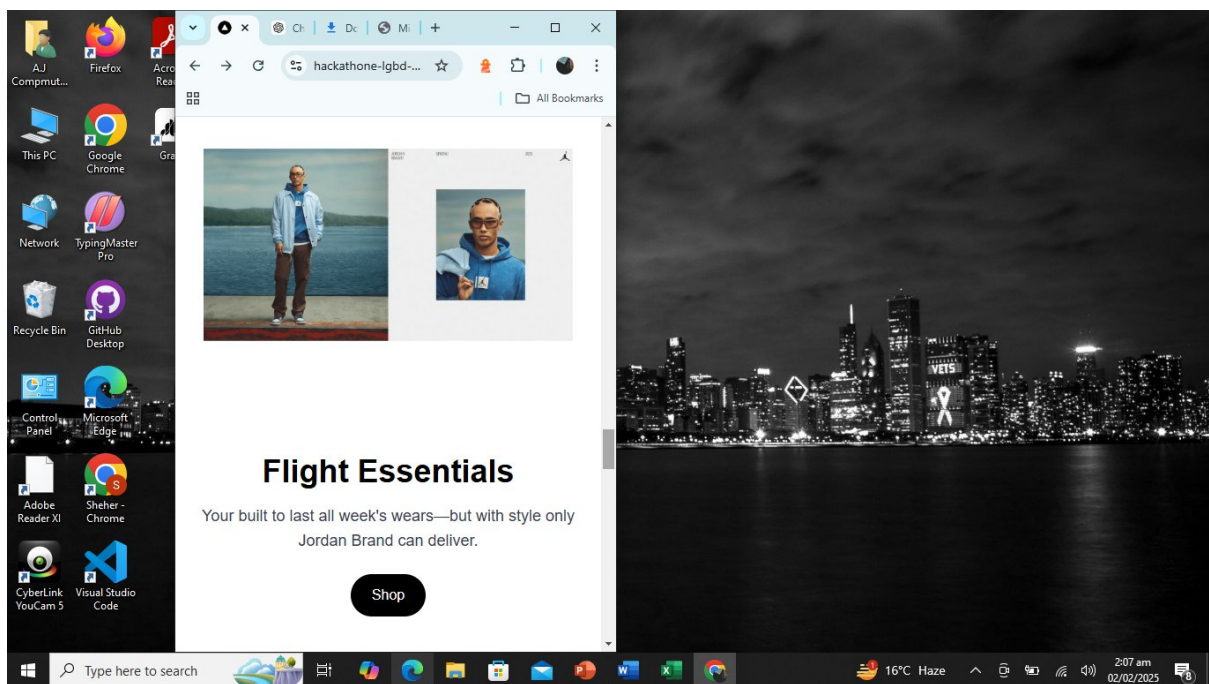 AJ
Compmut...
Firefox
Acro
Rea
This PC
Google
Chrome
Gra
Network
TypingMaster
Pro
Recycle Bin
GitHub
Desktop
Control
Panel
Microsoft
Edge
Adobe
Reader XI
Sheher -
Chrome
CyberLink
YouCam 5
Visual Studio
Code
Ch
Dc
Mi
hackathone-lgbd-...
All Bookmarks
Flight Essentials
Your built to last all week's wears—but with style only
Jordan Brand can deliver.
Shop
VETS
Type here to search
16°C Haze
2:07 am
02/02/2025
8